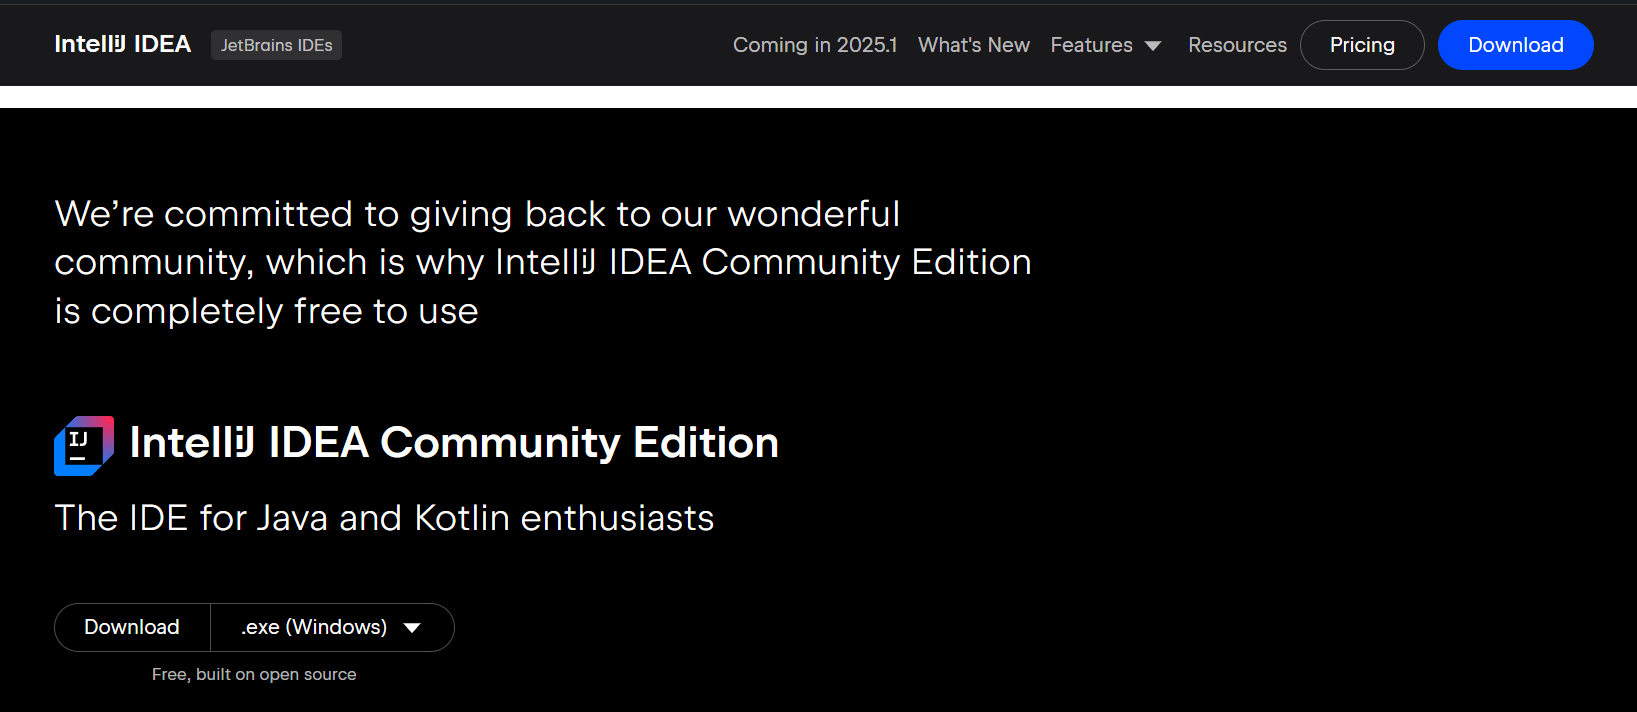 IntelliJ IDEA
JetBrains IDEs
Coming in 2025.1
What's New
Features
Resources
Pricing
Download
We’re committed to giving back to our wonderful
community, which is why IntelliJ IDEA Community Edition
is completely free to use
IJ
IntelliJ IDEA Community Edition
The IDE for Java and Kotlin enthusiasts
Download
.exe (Windows)
Free, built on open source